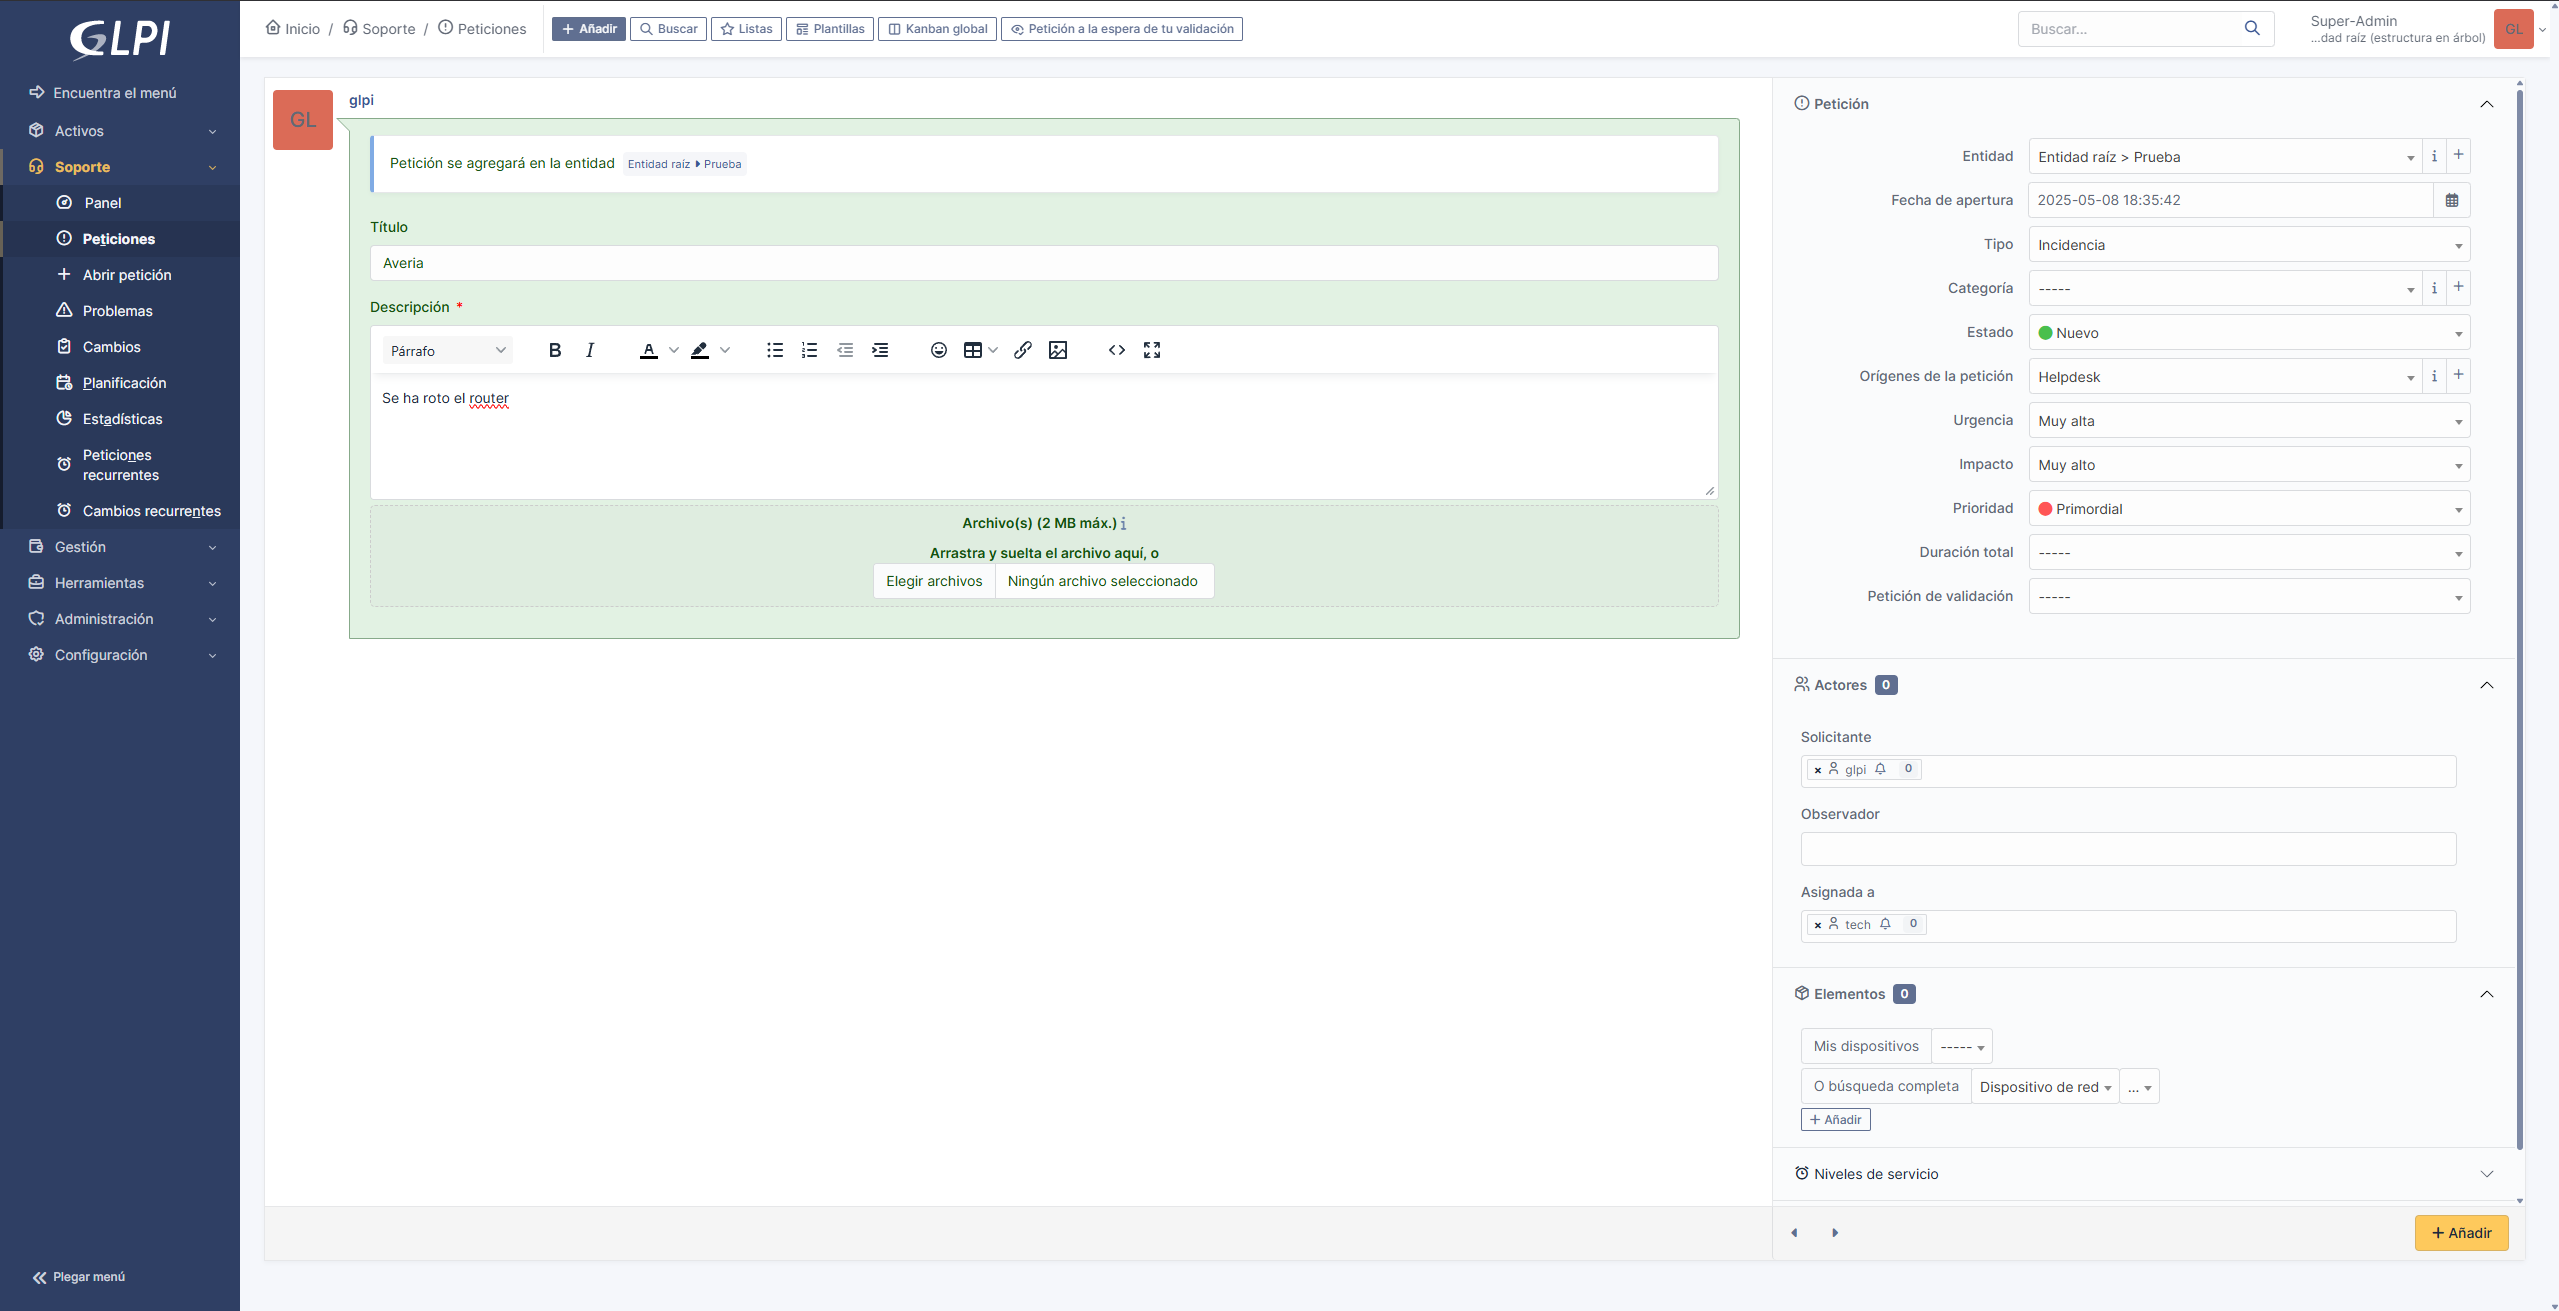 GLPI
Encuentra el menú
Activos
Soporte
Panel
Peticiones
Abrir petición
Problemas
Cambios
Planificación
Estadísticas
Peticiones
recurrentes
Cambios recurrentes
Gestión
Herramientas
Administración
Configuración
Plegar menú
Inicio / Soporte / Peticiones
+ Añadir
Buscar
Listas
Plantillas
Kanban global
Petición a la espera de tu validación
Buscar...
Super-Admin
...dad raíz (estructura en árbol)
GL
GL
glpi
Petición se agregará en la entidad Entidad raíz Prueba
Título
Averia
Descripción *
Párrafo
B I A
Se ha roto el router
Archivo(s) (2 MB máx.) i
Arrastra y suelta el archivo aquí, o
Elegir archivos Ningún archivo seleccionado
Petición
Entidad Entidad raíz > Prueba i +
Fecha de apertura 2025-05-08 18:35:42
Tipo Incidencia
Categoría ----- i +
Estado Nuevo
Orígenes de la petición Helpdesk i +
Urgencia Muy alta
Impacto Muy alto
Prioridad Primordial
Duración total -----
Petición de validación -----
Actores 0
Solicitante
× glpi 0
Observador
Asignada a
× tech 0
Elementos 0
Mis dispositivos -----
O búsqueda completa Dispositivo de red ...
+ Añadir
Niveles de servicio
+ Añadir